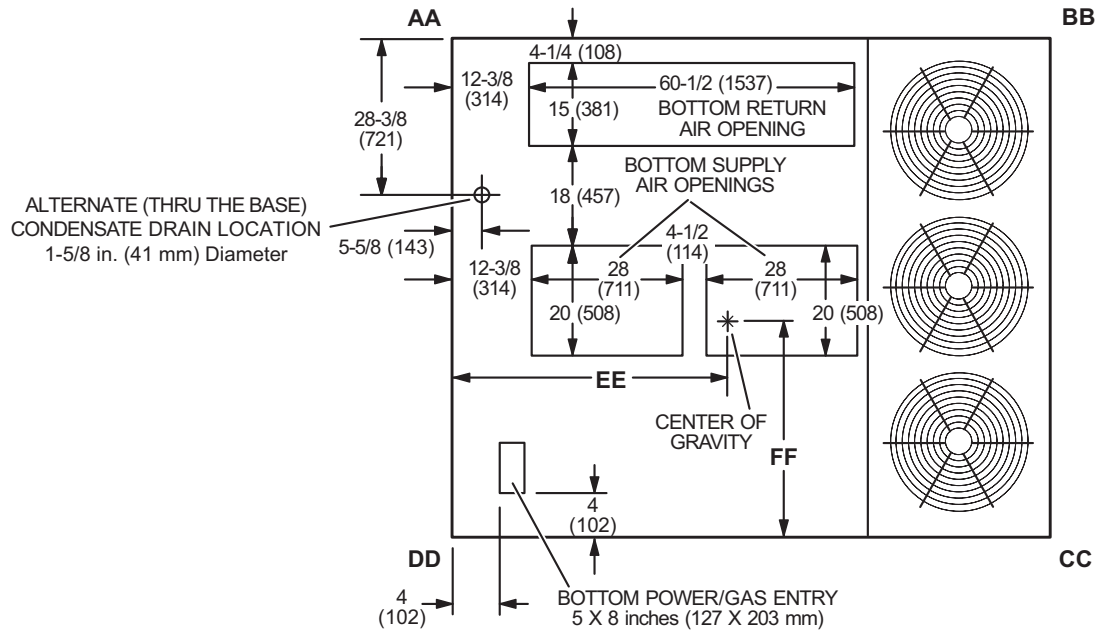 AA
BB
4-1/4 (108)
12-3/8
(314)
60-1/2 (1537)
15 (381)
BOTTOM RETURN
AIR OPENING
28-3/8
(721)
BOTTOM SUPPLY
AIR OPENINGS
18 (457)
ALTERNATE (THRU THE BASE)
CONDENSATE DRAIN LOCATION
1-5/8 in. (41 mm) Diameter
5-5/8 (143)
4-1/2
(114)
12-3/8
(314)
28
(711)
28
(711)
20 (508)
20 (508)
EE
CENTER OF
GRAVITY
FF
4
(102)
DD
CC
4
(102)
BOTTOM POWER/GAS ENTRY
5 X 8 inches (127 X 203 mm)